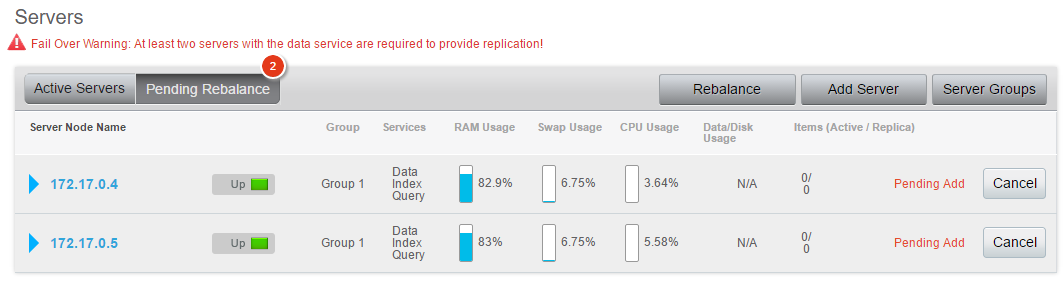 Servers
Fail Over Warning: At least two servers with the data service are required to provide replication!
Active Servers Pending Rebalance 2 Rebalance Add Server Server Groups
Server Node Name Group Services RAM Usage Swap Usage CPU Usage Data/Disk Usage Items (Active / Replica)
172.17.0.4 Up Group 1 Data Index Query 82.9% 6.75% 3.64% N/A 0/ 0 Pending Add Cancel
172.17.0.5 Up Group 1 Data Index Query 83% 6.75% 5.58% N/A 0/ 0 Pending Add Cancel